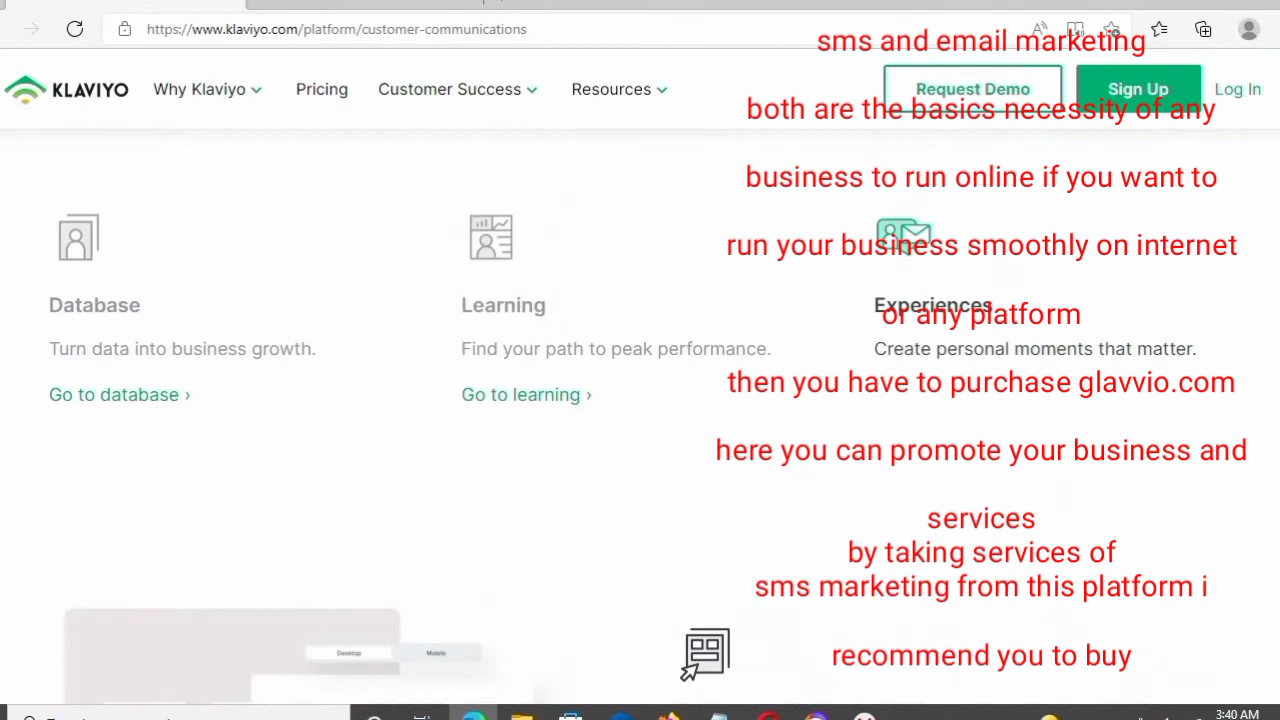 https://www.klaviyo.com/platform/customer-communications
KLAVIYO Why Klaviyo Pricing Customer Success Resources Request Demo Sign Up Log In
sms and email marketing
both are the basics necessity of any
business to run online if you want to
run your business smoothly on internet
or any platform
then you have to purchase glavvio.com
here you can promote your business and
services
by taking services of
sms marketing from this platform i
recommend you to buy
Database
Turn data into business growth.
Go to database ›
Learning
Find your path to peak performance.
Go to learning ›
Experiences
Create personal moments that matter.
Desktop Mobile
3:40 AM